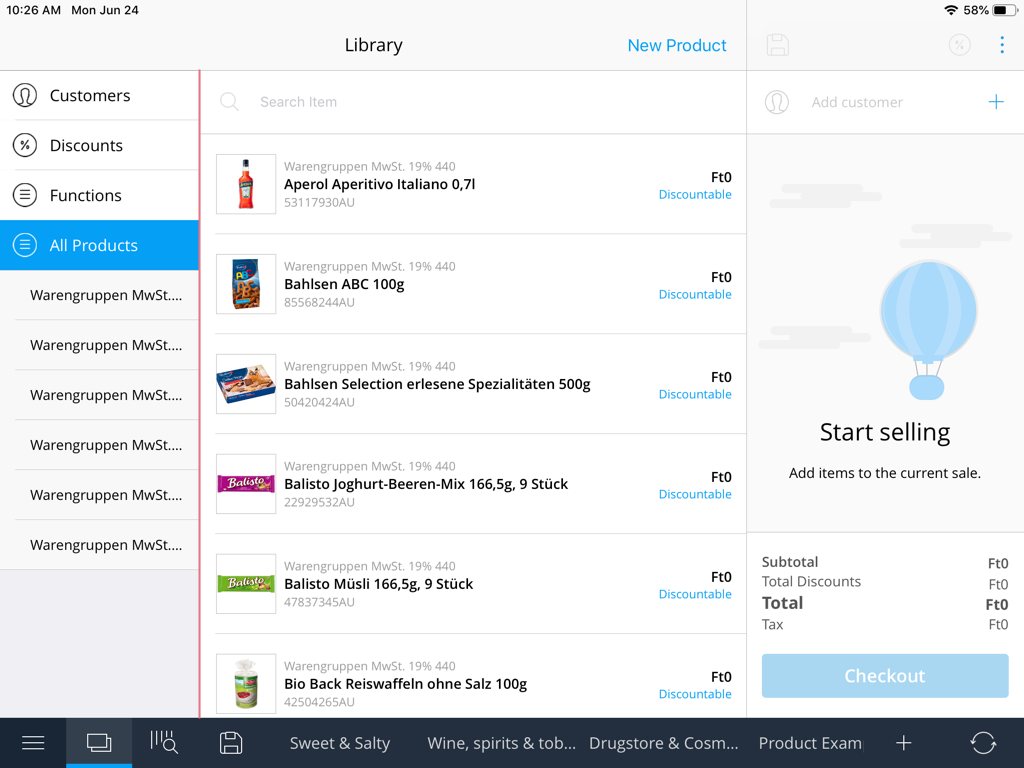 10:26 AM Mon Jun 24
58%
Library
New Product
Customers
Discounts
Functions
All Products
Warengruppen MwSt....
Warengruppen MwSt....
Warengruppen MwSt....
Warengruppen MwSt....
Warengruppen MwSt....
Warengruppen MwSt....
Search Item
Warengruppen MwSt. 19% 440
Aperol Aperitivo Italiano 0,7l
53117930AU
Ft0
Discountable
Warengruppen MwSt. 19% 440
Bahlsen ABC 100g
85568244AU
Ft0
Discountable
Warengruppen MwSt. 19% 440
Bahlsen Selection erlesene Spezialitäten 500g
50420424AU
Ft0
Discountable
Balisto
Warengruppen MwSt. 19% 440
Balisto Joghurt-Beeren-Mix 166,5g, 9 Stück
22929532AU
Ft0
Discountable
Balisto
Warengruppen MwSt. 19% 440
Balisto Müsli 166,5g, 9 Stück
47837345AU
Ft0
Discountable
Warengruppen MwSt. 19% 440
Bio Back Reiswaffeln ohne Salz 100g
42504265AU
Ft0
Discountable
Add customer
Start selling
Add items to the current sale.
Subtotal Ft0
Total Discounts Ft0
Total Ft0
Tax Ft0
Checkout
Sweet & Salty
Wine, spirits & tob...
Drugstore & Cosm...
Product Exam